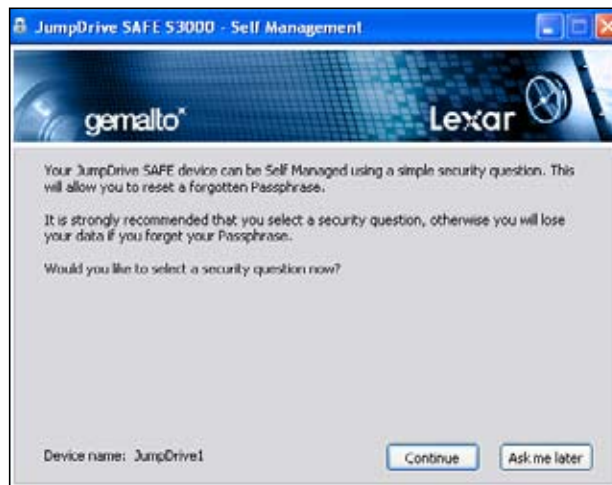 JumpDrive SAFE S3000 - Self Management
gemalto×
Lexar
Your JumpDrive SAFE device can be Self Managed using a simple security question. This
will allow you to reset a forgotten Passphrase.
It is strongly recommended that you select a security question, otherwise you will lose
your data if you forget your Passphrase.
Would you like to select a security question now?
Device name: JumpDrive1
Continue
Ask me later